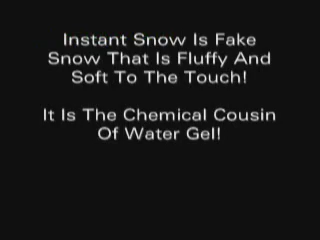 Instant Snow Is Fake
Snow That Is Fluffy And
Soft To The Touch!
It Is The Chemical Cousin
Of Water Gel!